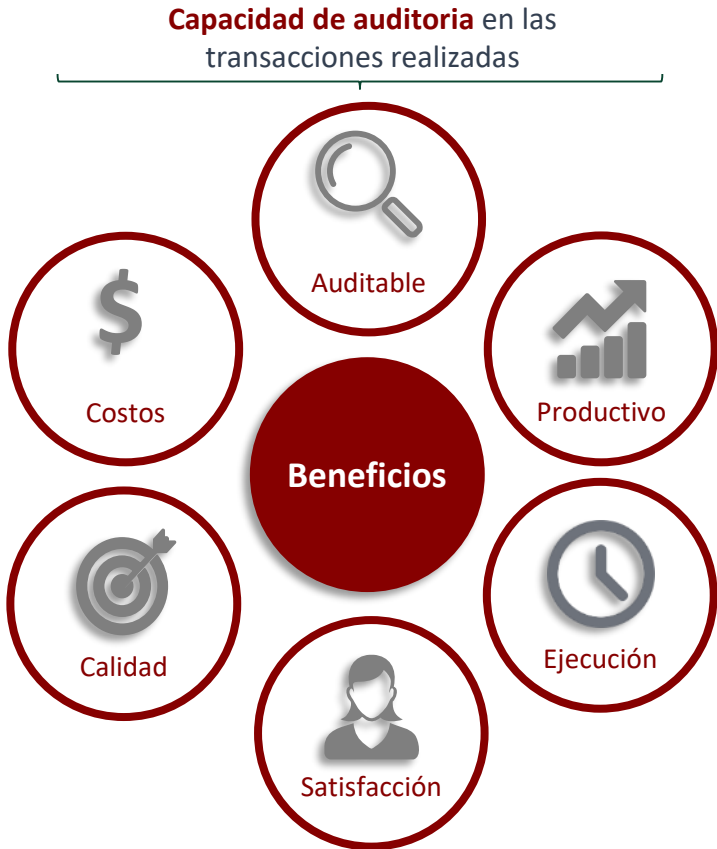 Capacidad de auditoria en las
transacciones realizadas
Auditable
$
Costos
Productivo
Beneficios
Calidad
Ejecución
Satisfacción